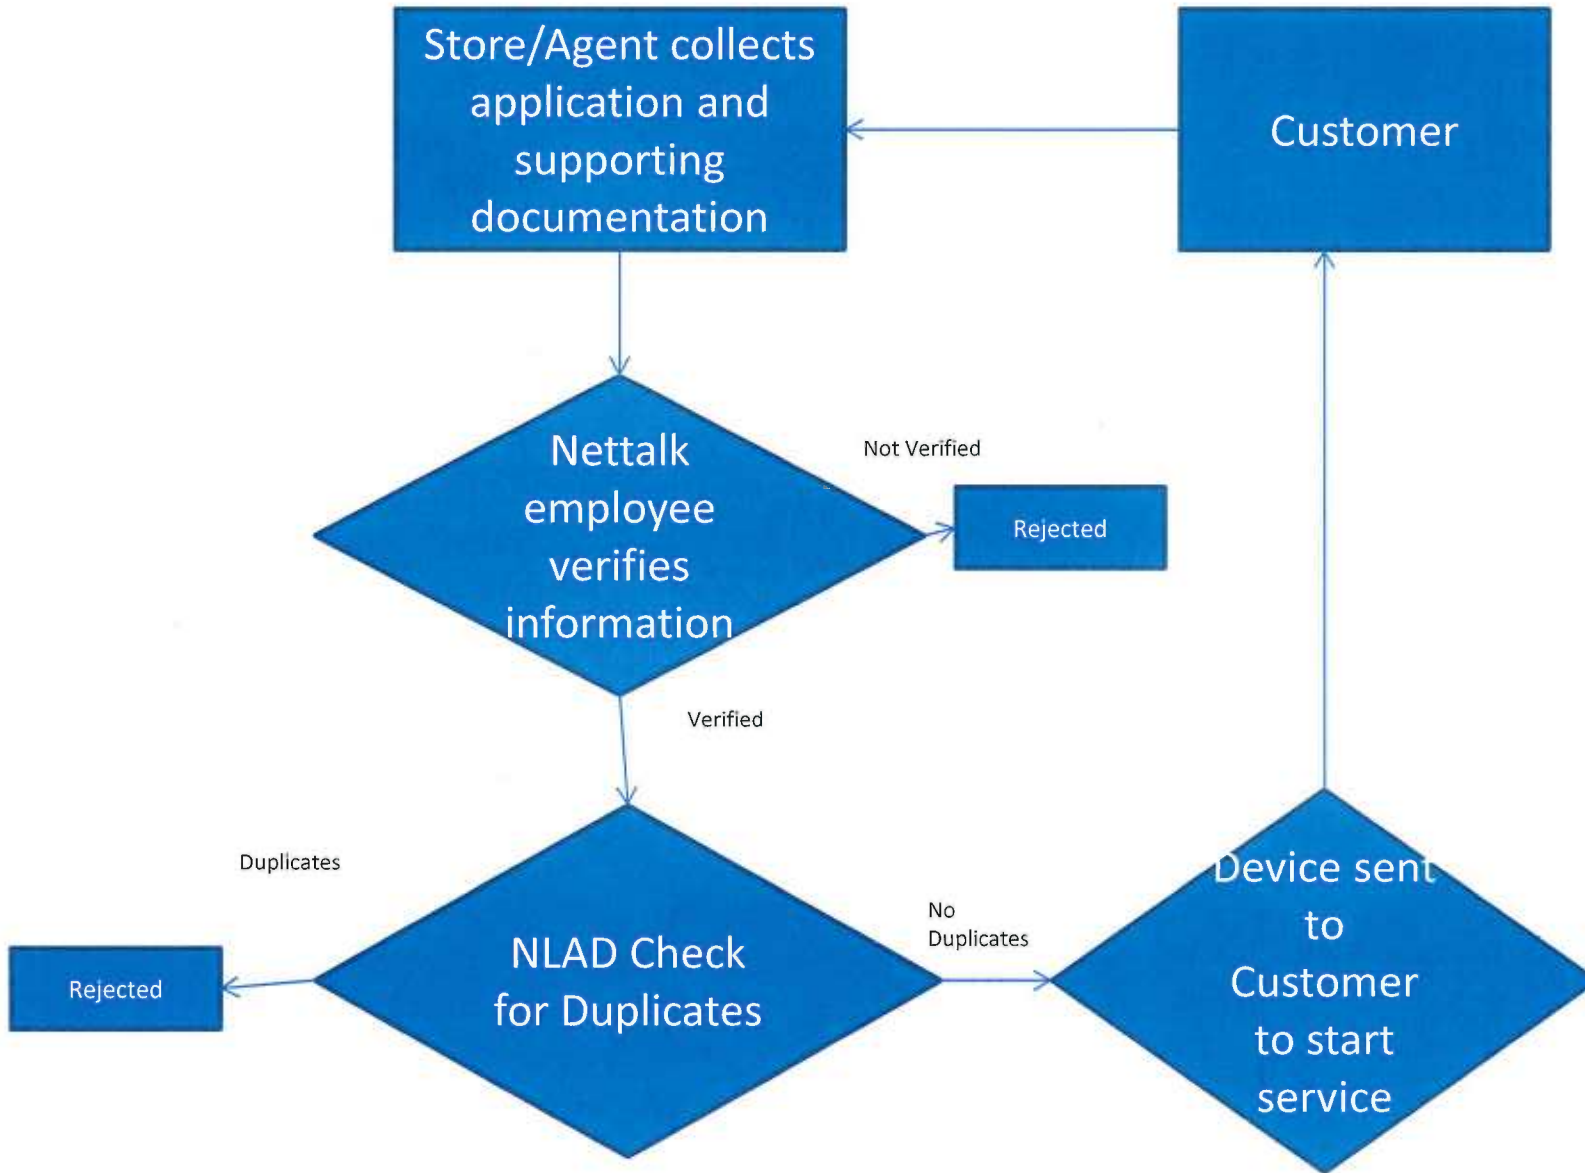 Store/Agent collects
application and
supporting
documentation
Customer
Nettalk
employee
verifies
information
Not Verified
Rejected
Verified
Duplicates
Rejected
NLAD Check
for Duplicates
No
Duplicates
Device sent
to
Customer
to start
service